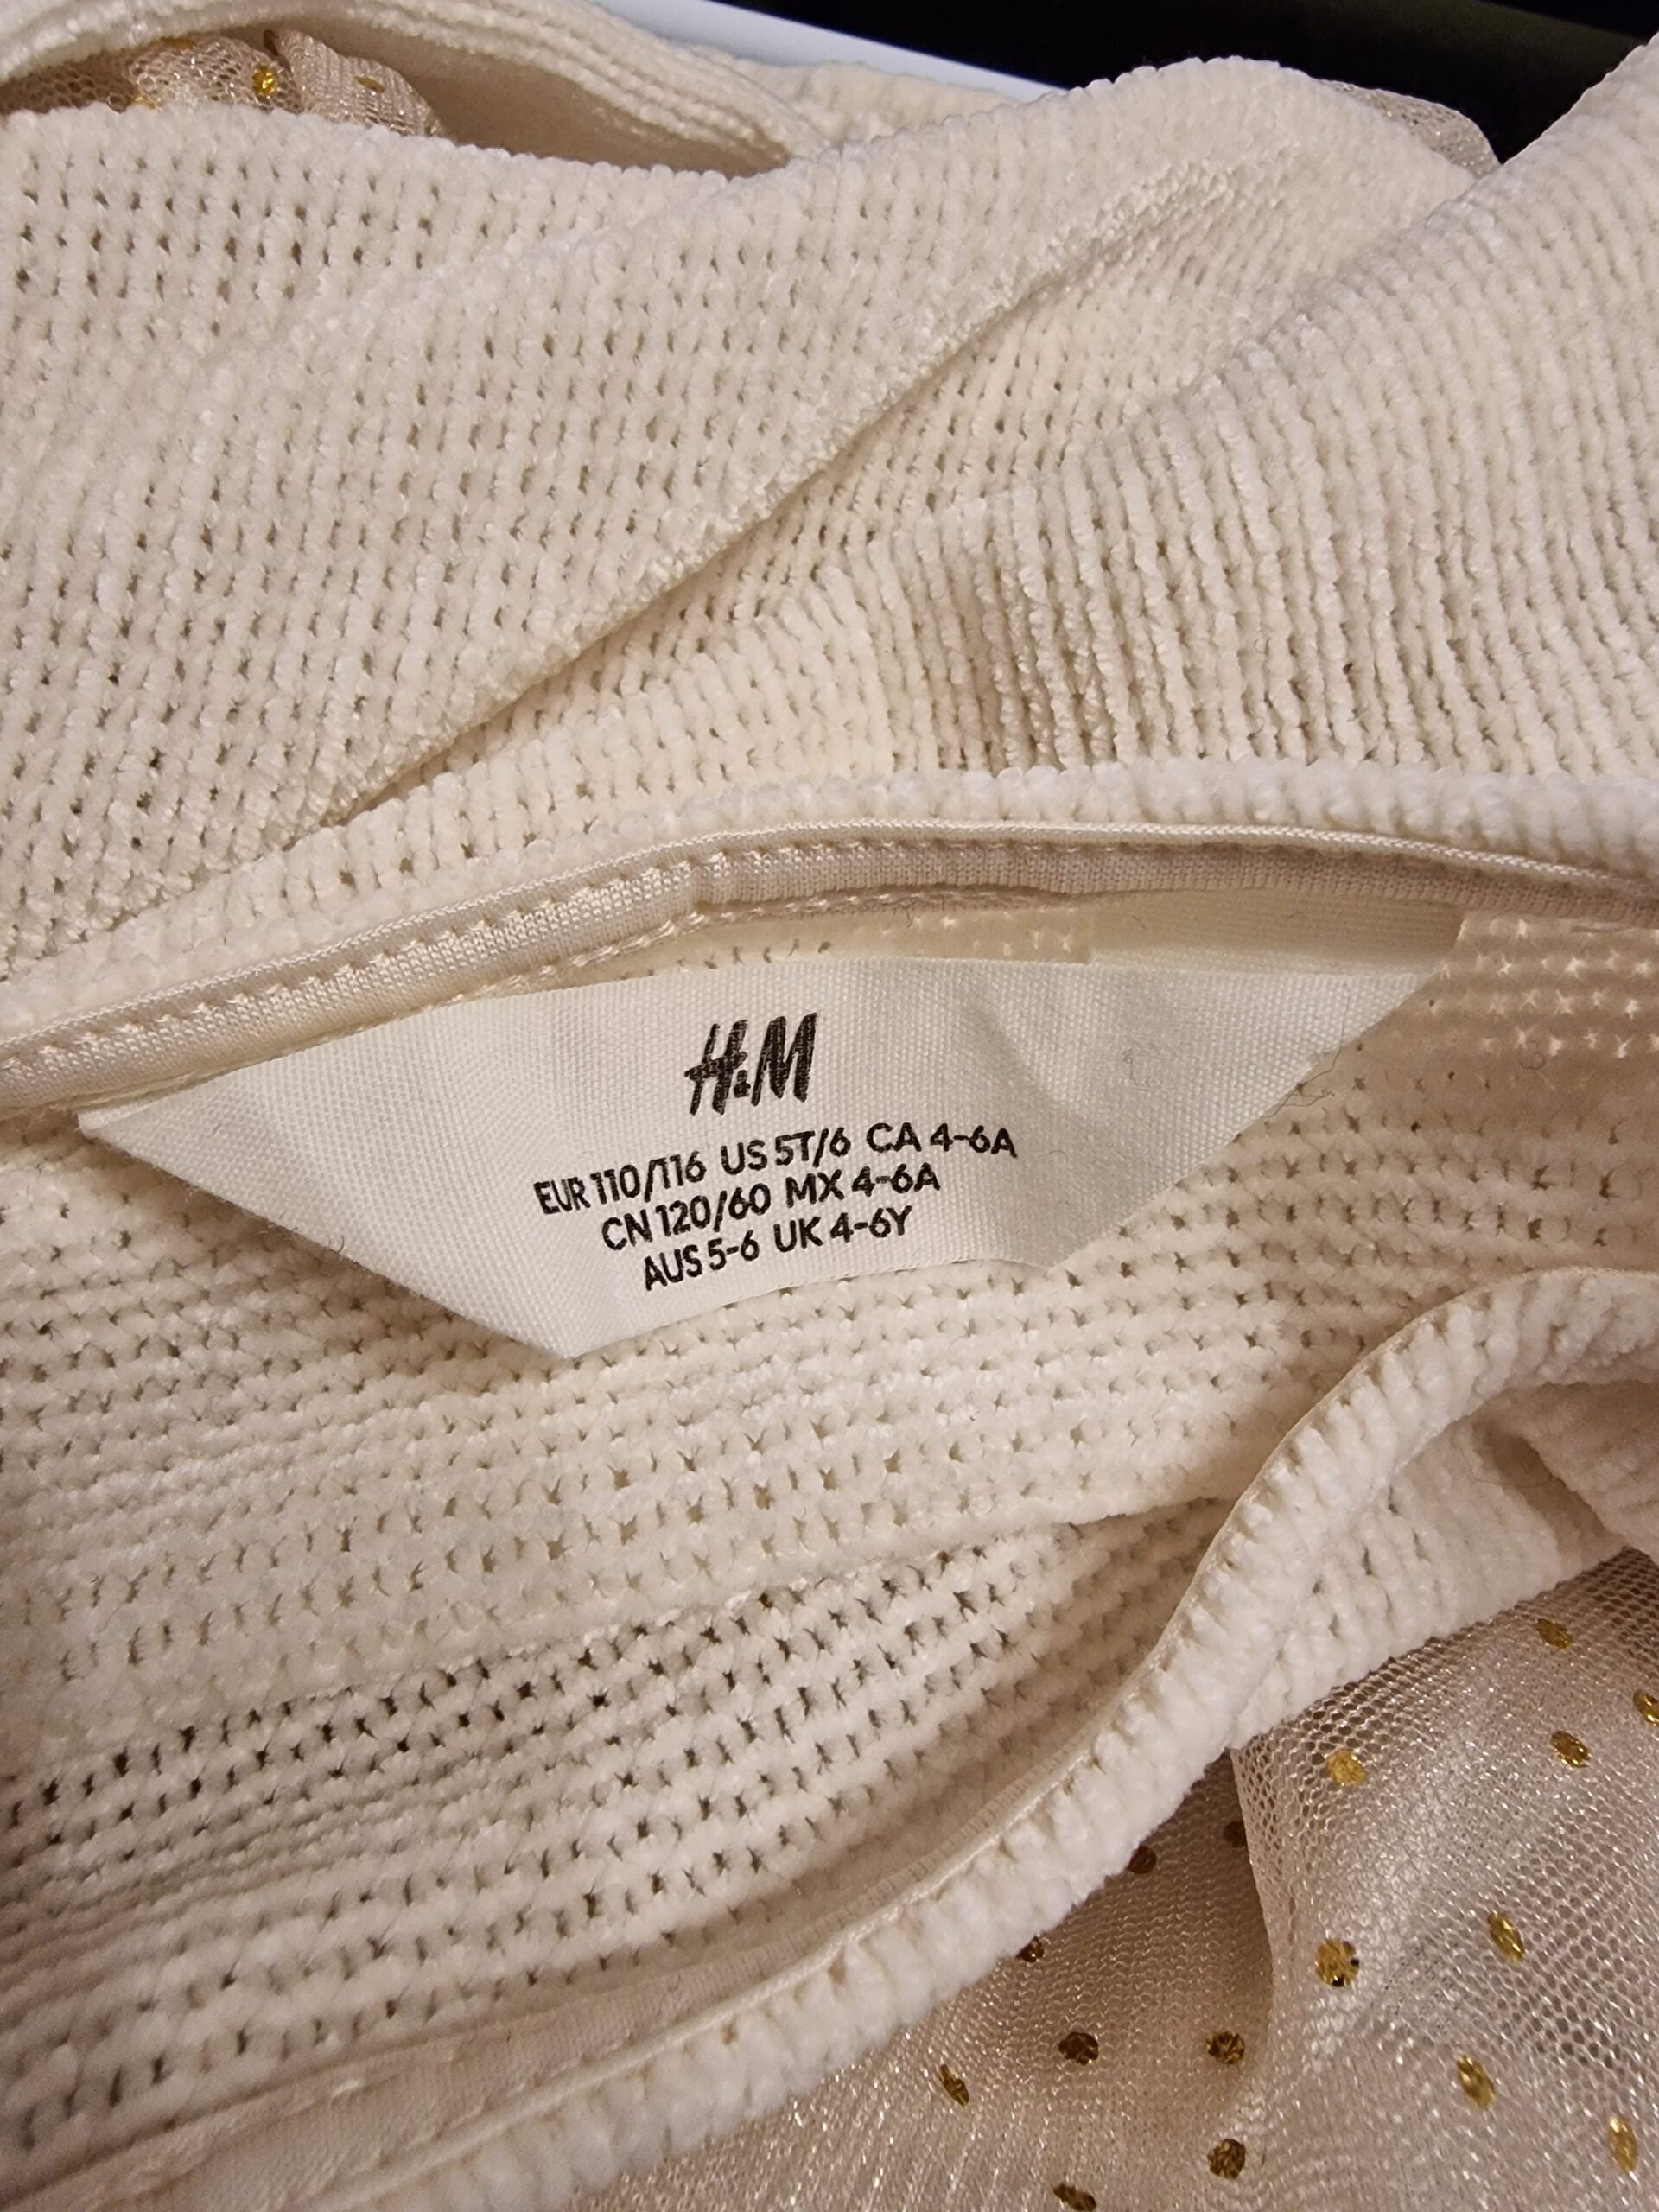 H&M
EUR 110/116 US 5T/6 CA 4-6A
CN 120/60 MX 4-6A
AUS 5-6 UK 4-6Y